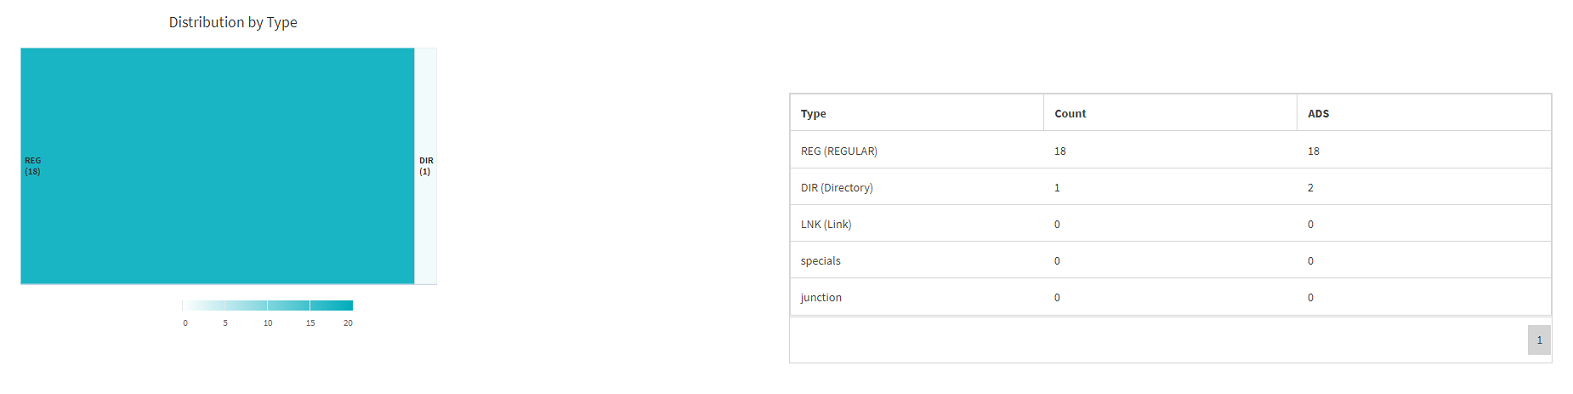 Distribution by Type
REG
(18)
DIR
(1)
0 5 10 15 20
Type Count ADS
REG (REGULAR) 18 18
DIR (Directory) 1 2
LNK (Link) 0 0
specials 0 0
junction 0 0
1